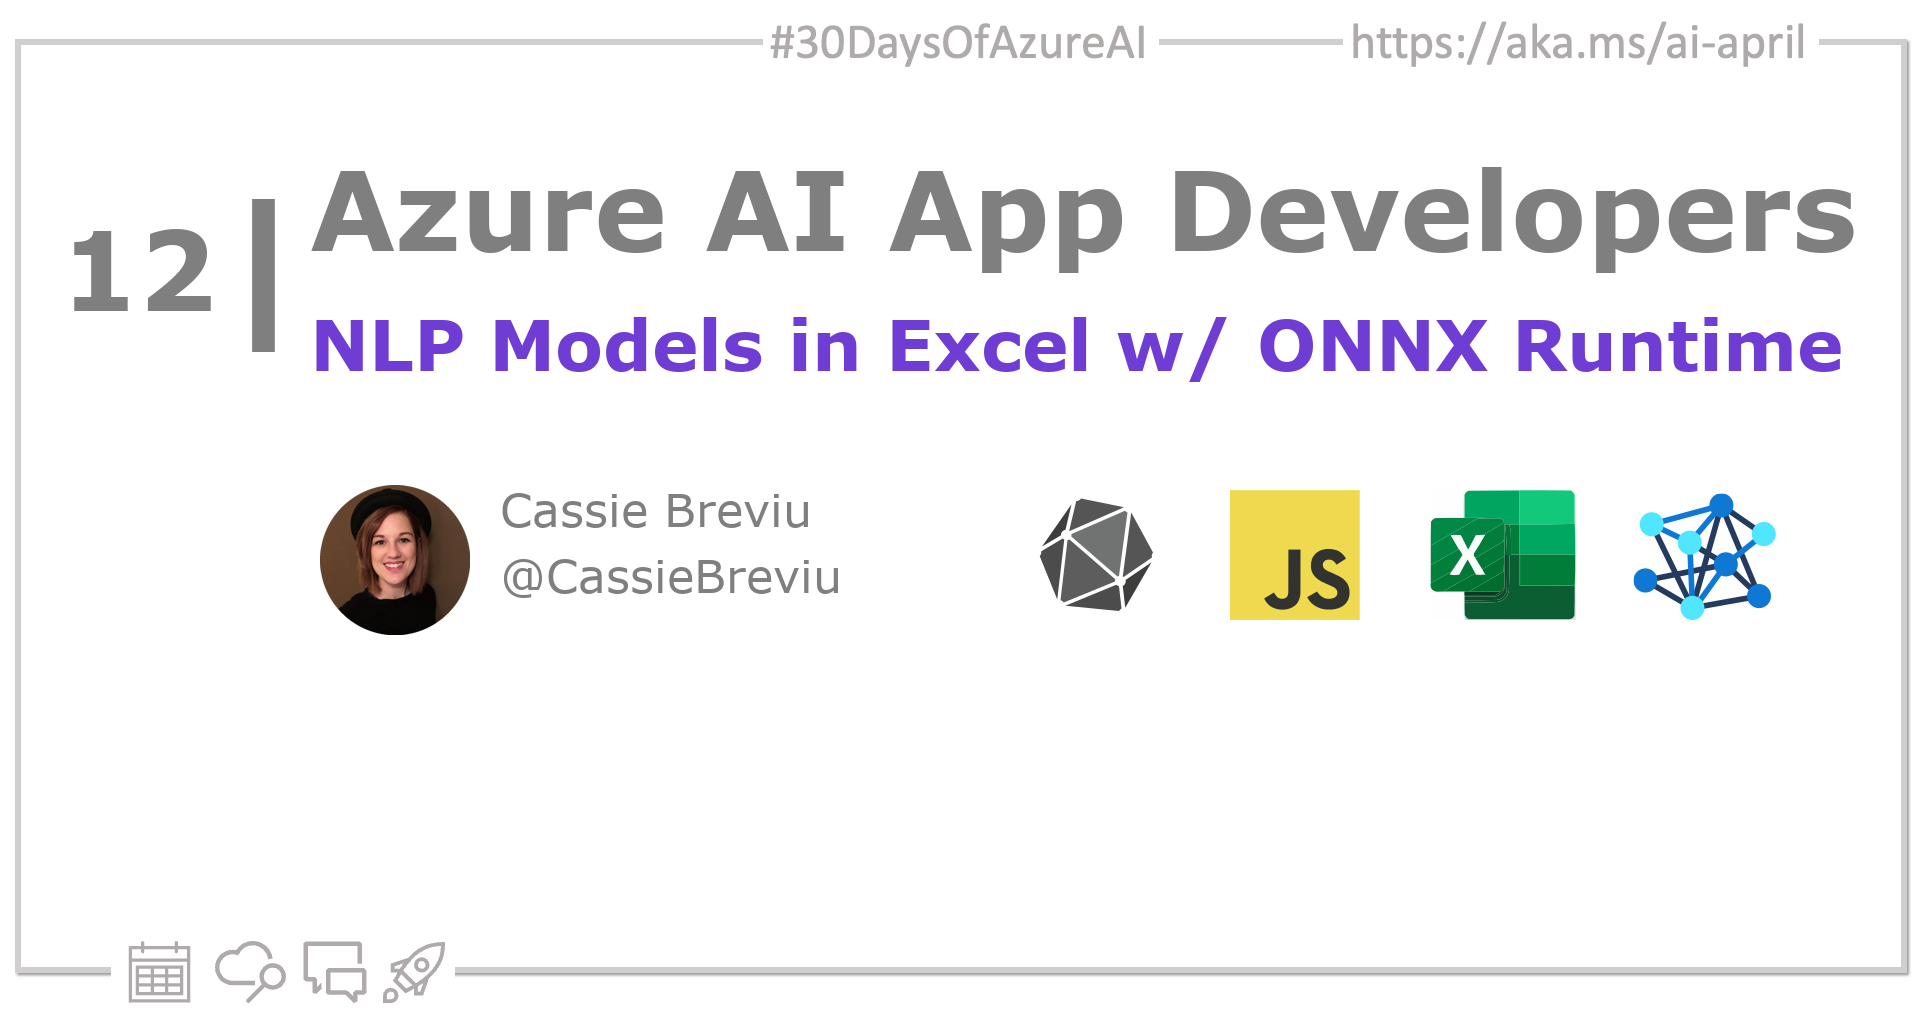 #30DaysOfAzureAI https://aka.ms/ai-april
12
Azure AI App Developers
NLP Models in Excel w/ ONNX Runtime
Cassie Breviu
@CassieBreviu
JS
X